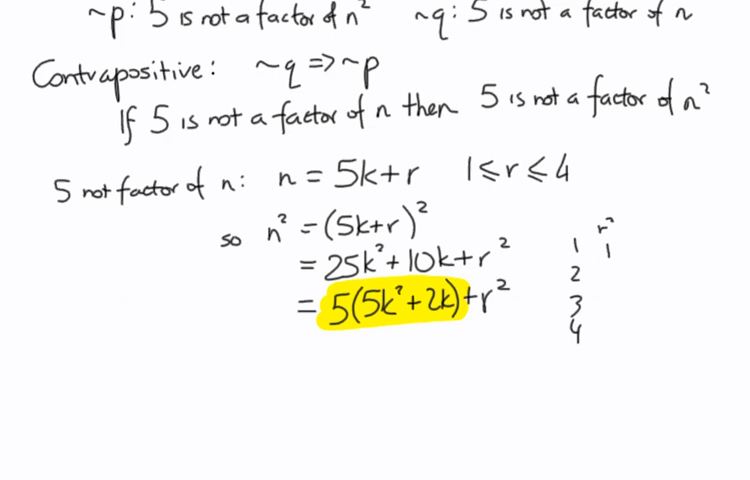 ~p: 5 is not a factor of n² ~q: 5 is not a factor of n
Contrapositive: ~q => ~p
If 5 is not a factor of n then 5 is not a factor of n²
5 not factor of n: n = 5k+r 1 ⩽ r ⩽ 4
so n² = (5k+r)²
= 25k² + 10k + r²
= 5(5k² + 2k) + r²
r²
1 1
2
3
4